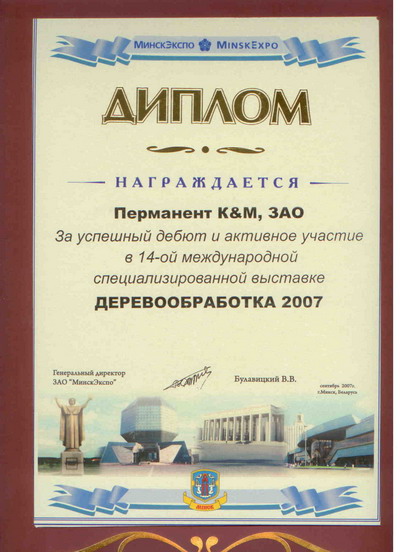 МИНСКЭКСПО MINSKEXPO
ДИПЛОМ
НАГРАЖДАЕТСЯ
Перманент К&М, ЗАО
За успешный дебют и активное участие
в 14-ой международной
специализированной выставке
ДЕРЕВООБРАБОТКА 2007
Генеральный директор
ЗАО "МинскЭкспо"
Булавицкий В.В.
сентябрь 2007г.
г.Минск, Беларусь